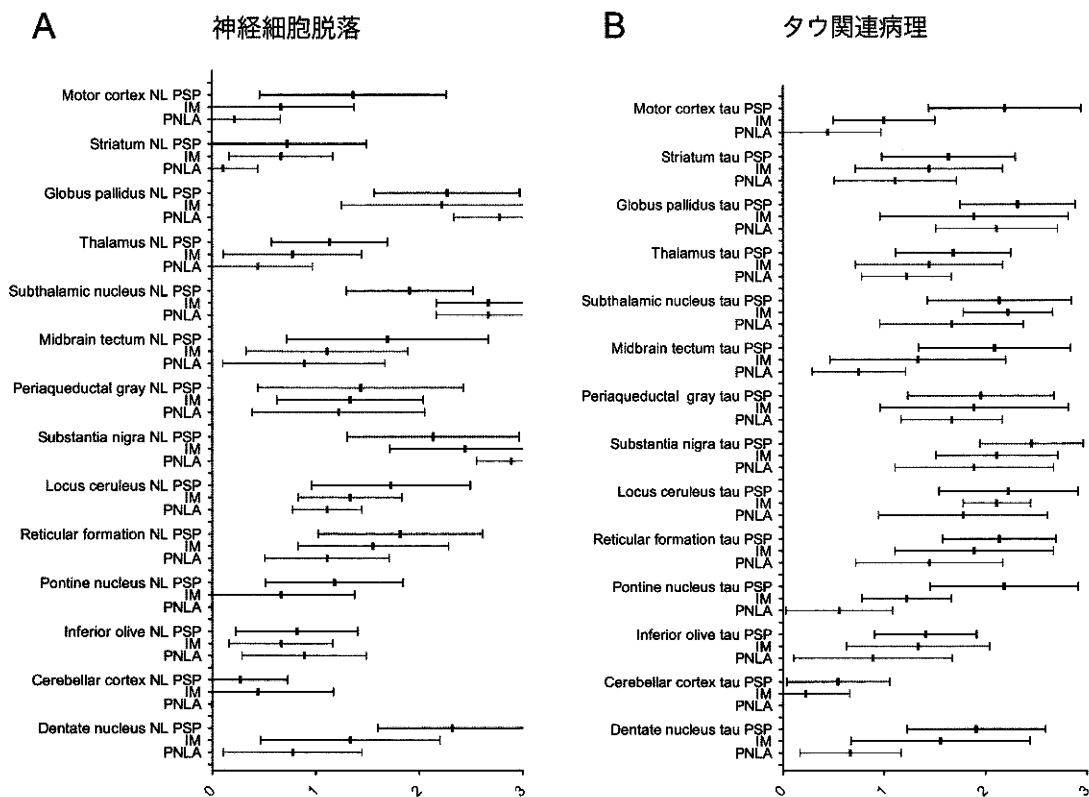 A 神経細胞脱落
Motor cortex NL PSP
IM
PNLA
Striatum NL PSP
IM
PNLA
Globus pallidus NL PSP
IM
PNLA
Thalamus NL PSP
IM
PNLA
Subthalamic nucleus NL PSP
IM
PNLA
Midbrain tectum NL PSP
IM
PNLA
Periaqueductal gray NL PSP
IM
PNLA
Substantia nigra NL PSP
IM
PNLA
Locus ceruleus NL PSP
IM
PNLA
Reticular formation NL PSP
IM
PNLA
Pontine nucleus NL PSP
IM
PNLA
Inferior olive NL PSP
IM
PNLA
Cerebellar cortex NL PSP
IM
PNLA
Dentate nucleus NL PSP
IM
PNLA
0 1 2 3
B タウ関連病理
Motor cortex tau PSP
IM
PNLA
Striatum tau PSP
IM
PNLA
Globus pallidus tau PSP
IM
PNLA
Thalamus tau PSP
IM
PNLA
Subthalamic nucleus tau PSP
IM
PNLA
Midbrain tectum tau PSP
IM
PNLA
Periaqueductal gray tau PSP
IM
PNLA
Substantia nigra tau PSP
IM
PNLA
Locus ceruleus tau PSP
IM
PNLA
Reticular formation tau PSP
IM
PNLA
Pontine nucleus tau PSP
IM
PNLA
Inferior olive tau PSP
IM
PNLA
Cerebellar cortex tau PSP
IM
PNLA
Dentate nucleus tau PSP
IM
PNLA
0 1 2 3